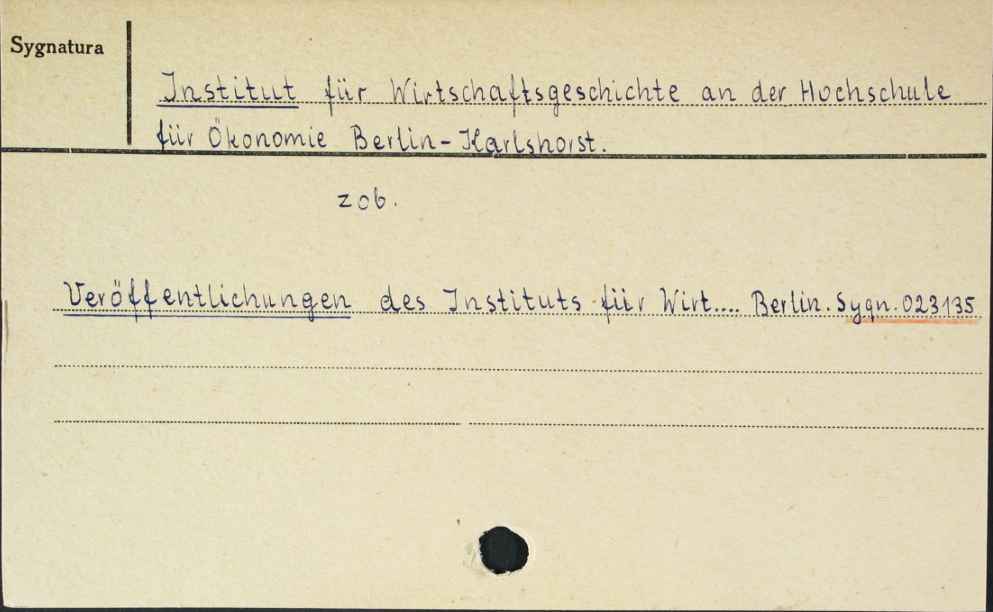 Sygnatura
Institut für Wirtschaftsgeschichte an der Hochschule
für Ökonomie Berlin-Karlshorst.
zob.
Veröffentlichungen des Instituts für Wirt.... Berlin. Sygn. 023135